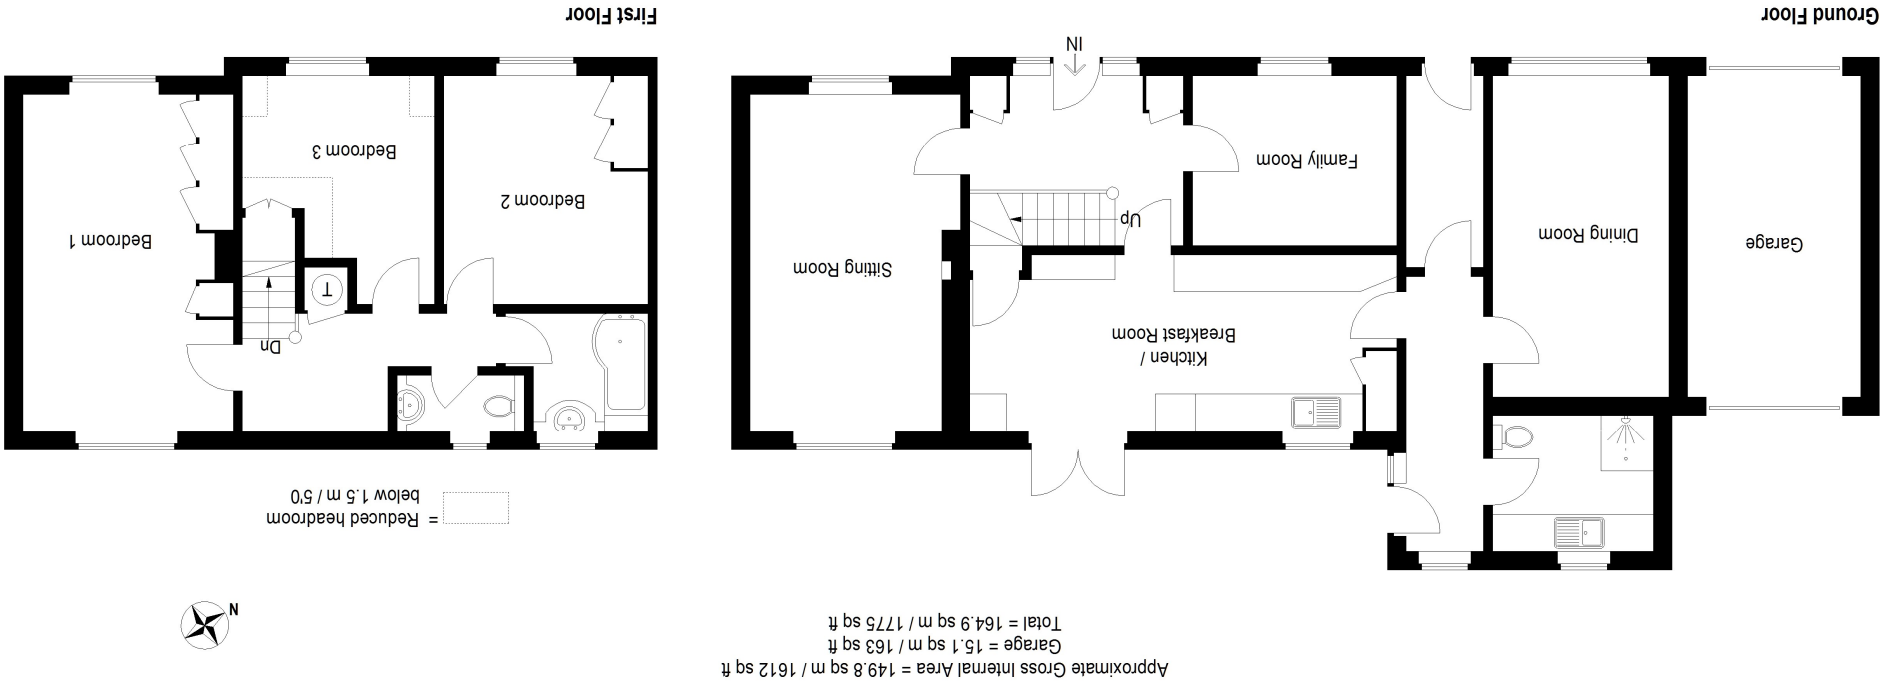 Approximate Gross Internal Area = 149.8 sq m / 1612 sq ft
Garage = 15.1 sq m / 163 sq ft
Total = 164.9 sq m / 1775 sq ft
N
Reduced headroom
below 1.5 m / 5'0
=
Garage
Dining Room
Kitchen /
Breakfast Room
Family Room
Sitting Room
Up
IN
Ground Floor
Dn
T
Bedroom 1
Bedroom 2
Bedroom 3
First Floor